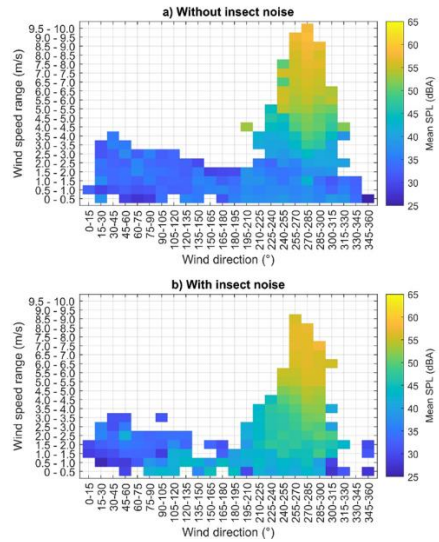 a) Without insect noise
Wind speed range (m/s)
9.5 - 10.0
9.0 - 9.5
8.5 - 9.0
8.0 - 8.5
7.5 - 8.0
7.0 - 7.5
6.5 - 7.0
6.0 - 6.5
5.5 - 6.0
5.0 - 5.5
4.5 - 5.0
4.0 - 4.5
3.5 - 4.0
3.0 - 3.5
2.5 - 3.0
2.0 - 2.5
1.5 - 2.0
1.0 - 1.5
0.5 - 1.0
0 - 0.5
0-15
15-30
30-45
45-60
60-75
75-90
90-105
105-120
120-135
135-150
150-165
165-180
180-195
195-210
210-225
225-240
240-255
255-270
270-285
285-300
300-315
315-330
330-345
345-360
Wind direction (°)
65
60
55
50
45
40
35
30
25
Mean SPL (dBA)
b) With insect noise
Wind speed range (m/s)
9.5 - 10.0
9.0 - 9.5
8.5 - 9.0
8.0 - 8.5
7.5 - 8.0
7.0 - 7.5
6.5 - 7.0
6.0 - 6.5
5.5 - 6.0
5.0 - 5.5
4.5 - 5.0
4.0 - 4.5
3.5 - 4.0
3.0 - 3.5
2.5 - 3.0
2.0 - 2.5
1.5 - 2.0
1.0 - 1.5
0.5 - 1.0
0 - 0.5
0-15
15-30
30-45
45-60
60-75
75-90
90-105
105-120
120-135
135-150
150-165
165-180
180-195
195-210
210-225
225-240
240-255
255-270
270-285
285-300
300-315
315-330
330-345
345-360
Wind direction (°)
65
60
55
50
45
40
35
30
25
Mean SPL (dBA)